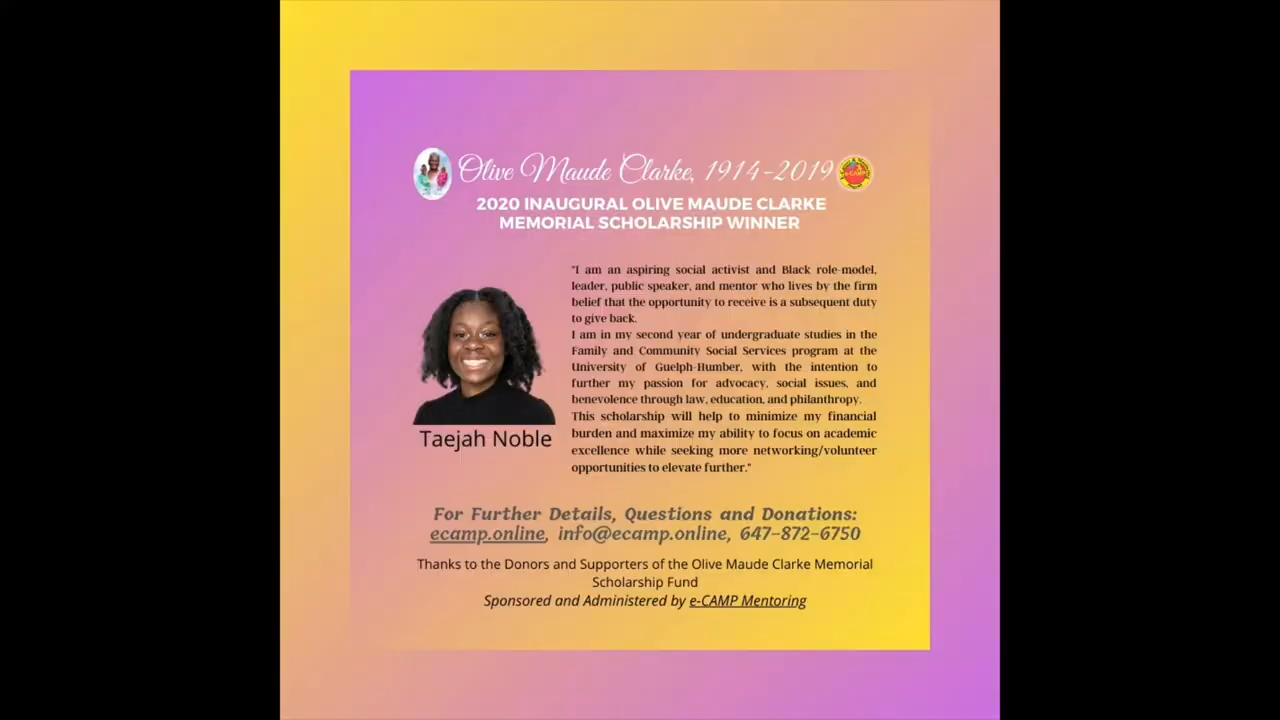 Olive Maude Clarke, 1914-2019
2020 INAUGURAL OLIVE MAUDE CLARKE
MEMORIAL SCHOLARSHIP WINNER
"I am an aspiring social activist and Black role-model,
leader, public speaker, and mentor who lives by the firm
belief that the opportunity to receive is a subsequent duty
to give back.
I am in my second year of undergraduate studies in the
Family and Community Social Services program at the
University of Guelph-Humber, with the intention to
further my passion for advocacy, social issues, and
benevolence through law, education, and philanthropy.
This scholarship will help to minimize my financial
burden and maximize my ability to focus on academic
excellence while seeking more networking/volunteer
opportunities to elevate further."
Taejah Noble
For Further Details, Questions and Donations:
ecamp.online, info@ecamp.online, 647-872-6750
Thanks to the Donors and Supporters of the Olive Maude Clarke Memorial
Scholarship Fund
Sponsored and Administered by e-CAMP Mentoring